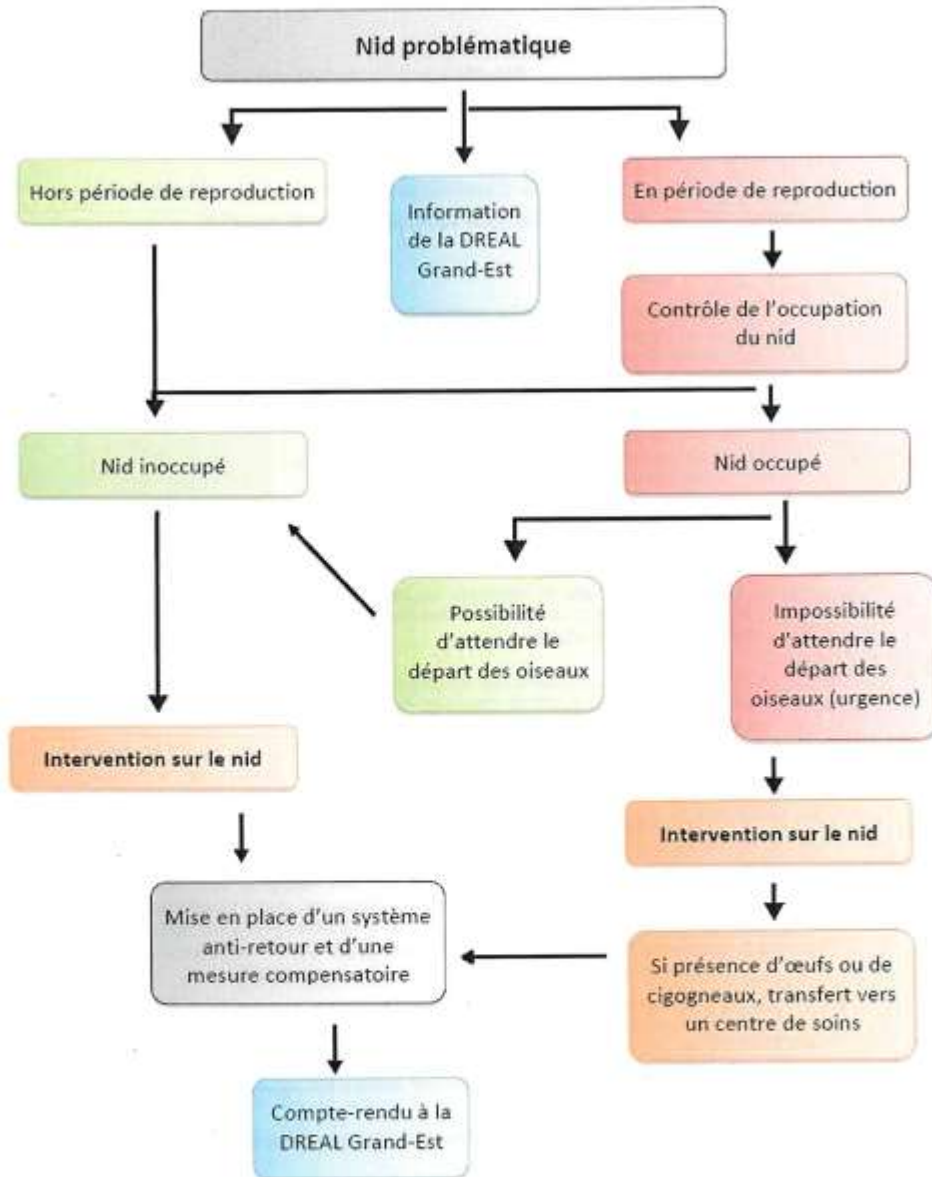 Nid problématique
Hors période de reproduction
Information
de la DREAL
Grand-Est
En période de reproduction
Contrôle de l'occupation
du nid
Nid inoccupé
Nid occupé
Possibilité
d'attendre le
départ des oiseaux
Impossibilité
d'attendre le
départ des
oiseaux (urgence)
Intervention sur le nid
Intervention sur le nid
Mise en place d'un système
anti-retour et d'une
mesure compensatoire
Si présence d'œufs ou de
cigogneaux, transfert vers
un centre de soins
Compte-rendu à la
DREAL Grand-Est